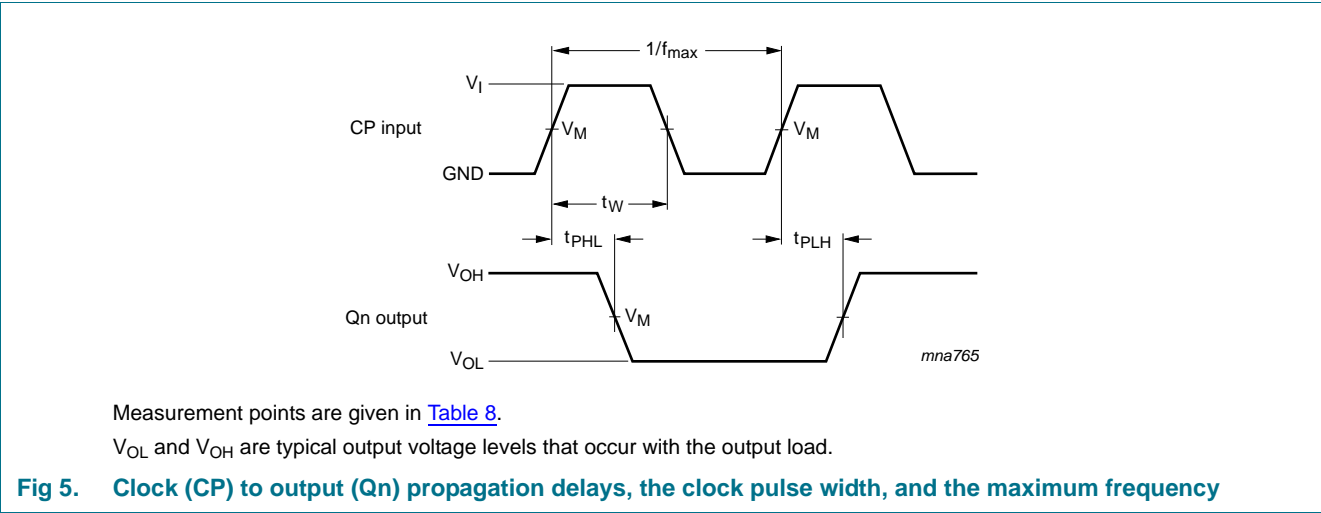 1/fmax
VI
CP input
VM
VM
GND
tW
tPHL
tPLH
VOH
Qn output
VM
VOL
mna765
Measurement points are given in Table 8.
VOL and VOH are typical output voltage levels that occur with the output load.
Fig 5. Clock (CP) to output (Qn) propagation delays, the clock pulse width, and the maximum frequency